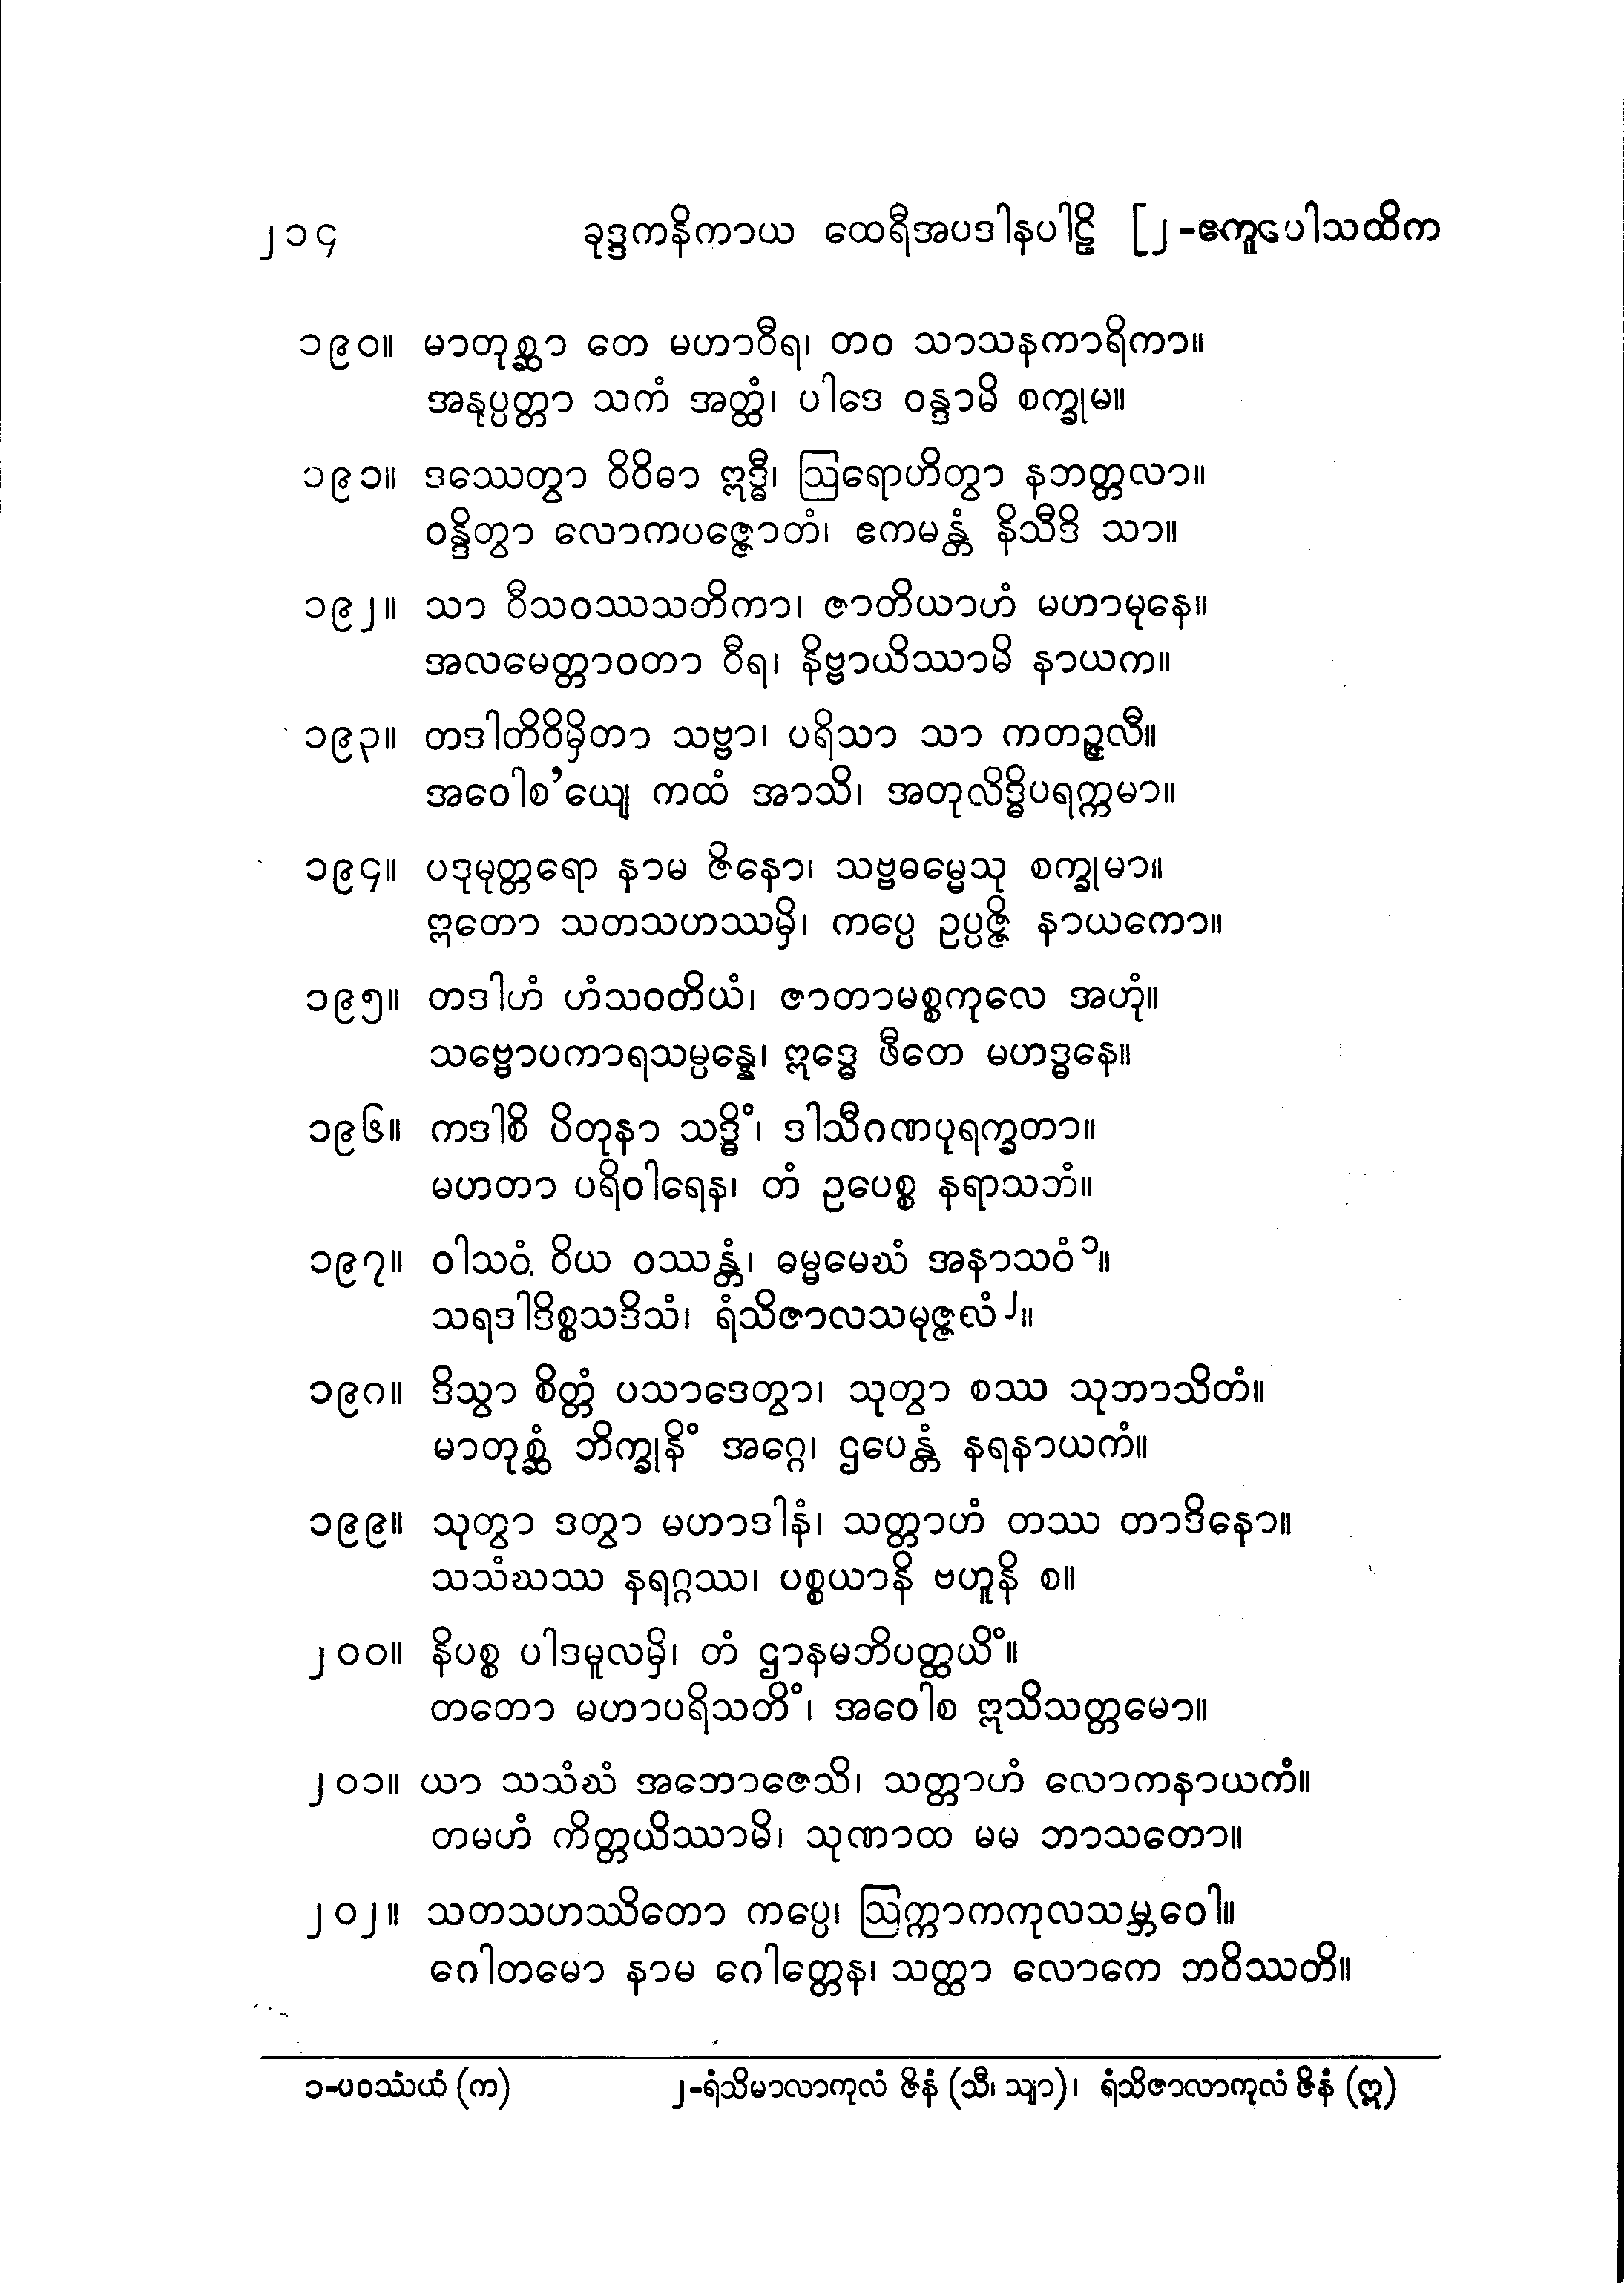 ၂၁၄ ခုဒ္ဒကနိကာယ ထေရီအပဒါနပါဠိ [၂-ဧကူပေါသထိက
၁၉၀။ မာတုစ္ဆာ တေ မဟာဝီရ၊ တဝ သာသနကာရိကာ။
အနုပ္ပတ္တာ သကံ အတ္ထံ၊ ပါဒေ ဝန္ဒာမိ စက္ခုမ။
၁၉၁။ ဒဿေတွာ ဝိဝိဓာ ဣဒ္ဓီ၊ ဩရောဟိတွာ နဘတ္တလာ။
ဝန္ဒိတွာ လောကပဇ္ဇောတံ၊ ဧကမန္တံ နိသီဒိ သာ။
၁၉၂။ သာ ဝီသဝဿသတိကာ၊ ဇာတိယာဟံ မဟာမုနေ။
အလမေတ္တာဝတာ ဝီရ၊ နိဗ္ဗာယိဿာမိ နာယက။
၁၉၃။ တဒါတိဝိမှိတာ သဗ္ဗာ၊ ပရိသာ သာ ကတဉ္ဇလီ။
အဝေါစ’ယျေ ကထံ အာသိ၊ အတုလိဒ္ဓိပရက္ကမာ။
၁၉၄။ ပဒုမုတ္တရော နာမ ဇိနော၊ သဗ္ဗဓမ္မေသု စက္ခုမာ။
ဣတော သတသဟဿမှိ၊ ကပ္ပေ ဥပ္ပဇ္ဇိ နာယကော။
၁၉၅။ တဒါဟံ ဟံသဝတိယံ၊ ဇာတာမစ္စကုလေ အဟုံ။
သဗ္ဗောပကာရသမ္ပန္နေ၊ ဣဒ္ဓေ ဖီတေ မဟဒ္ဓနေ။
၁၉၆။ ကဒါစိ ပိတုနာ သဒ္ဓိံ၊ ဒါသီဂဏပုရက္ခတာ။
မဟတာ ပရိဝါရေန၊ တံ ဥပေစ္စ နရာသဘံ။
၁၉၇။ ဝါသဝံ ဝိယ ဝဿန္တံ၊ ဓမ္မမေဃံ အနာသဝံ၁။
သရဒါဒိစ္စသဒိသံ၊ ရံသိဇာလသမုဇ္ဇလံ၂။
၁၉၈။ ဒိသွာ စိတ္တံ ပသာဒေတွာ၊ သုတွာ စဿ သုဘာသိတံ။
မာတုစ္ဆံ ဘိက္ခုနိံ အဂ္ဂေ၊ ဌပေန္တံ နရနာယကံ။
၁၉၉။ သုတွာ ဒတွာ မဟာဒါနံ၊ သတ္တာဟံ တဿ တာဒိနော။
သသံဃဿ နရဂ္ဂဿ၊ ပစ္စယာနိ ဗဟူနိ စ။
၂၀၀။ နိပစ္စ ပါဒမူလမှိ၊ တံ ဌာနမဘိပတ္ထယိံ။
တတော မဟာပရိသတိံ၊ အဝေါစ ဣသိသတ္တမော။
၂၀၁။ ယာ သသံဃံ အဘောဇေသိ၊ သတ္တာဟံ လောကနာယကံ။
တမဟံ ကိတ္တယိဿာမိ၊ သုဏာထ မမ ဘာသတော။
၂၀၂။ သတသဟဿိတော ကပ္ပေ၊ ဩက္ကာကကုလသမ္ဘဝေါ။
ဂေါတမော နာမ ဂေါတ္တေန၊ သတ္ထာ လောကေ ဘဝိဿတိ။
၁-ပဝဿယံ (က) ၂-ရံသိမာလာကုလံ ဇိနံ (သီ၊ သျာ)၊ ရံသိဇာလာကုလံ ဇိနံ (ဣ)